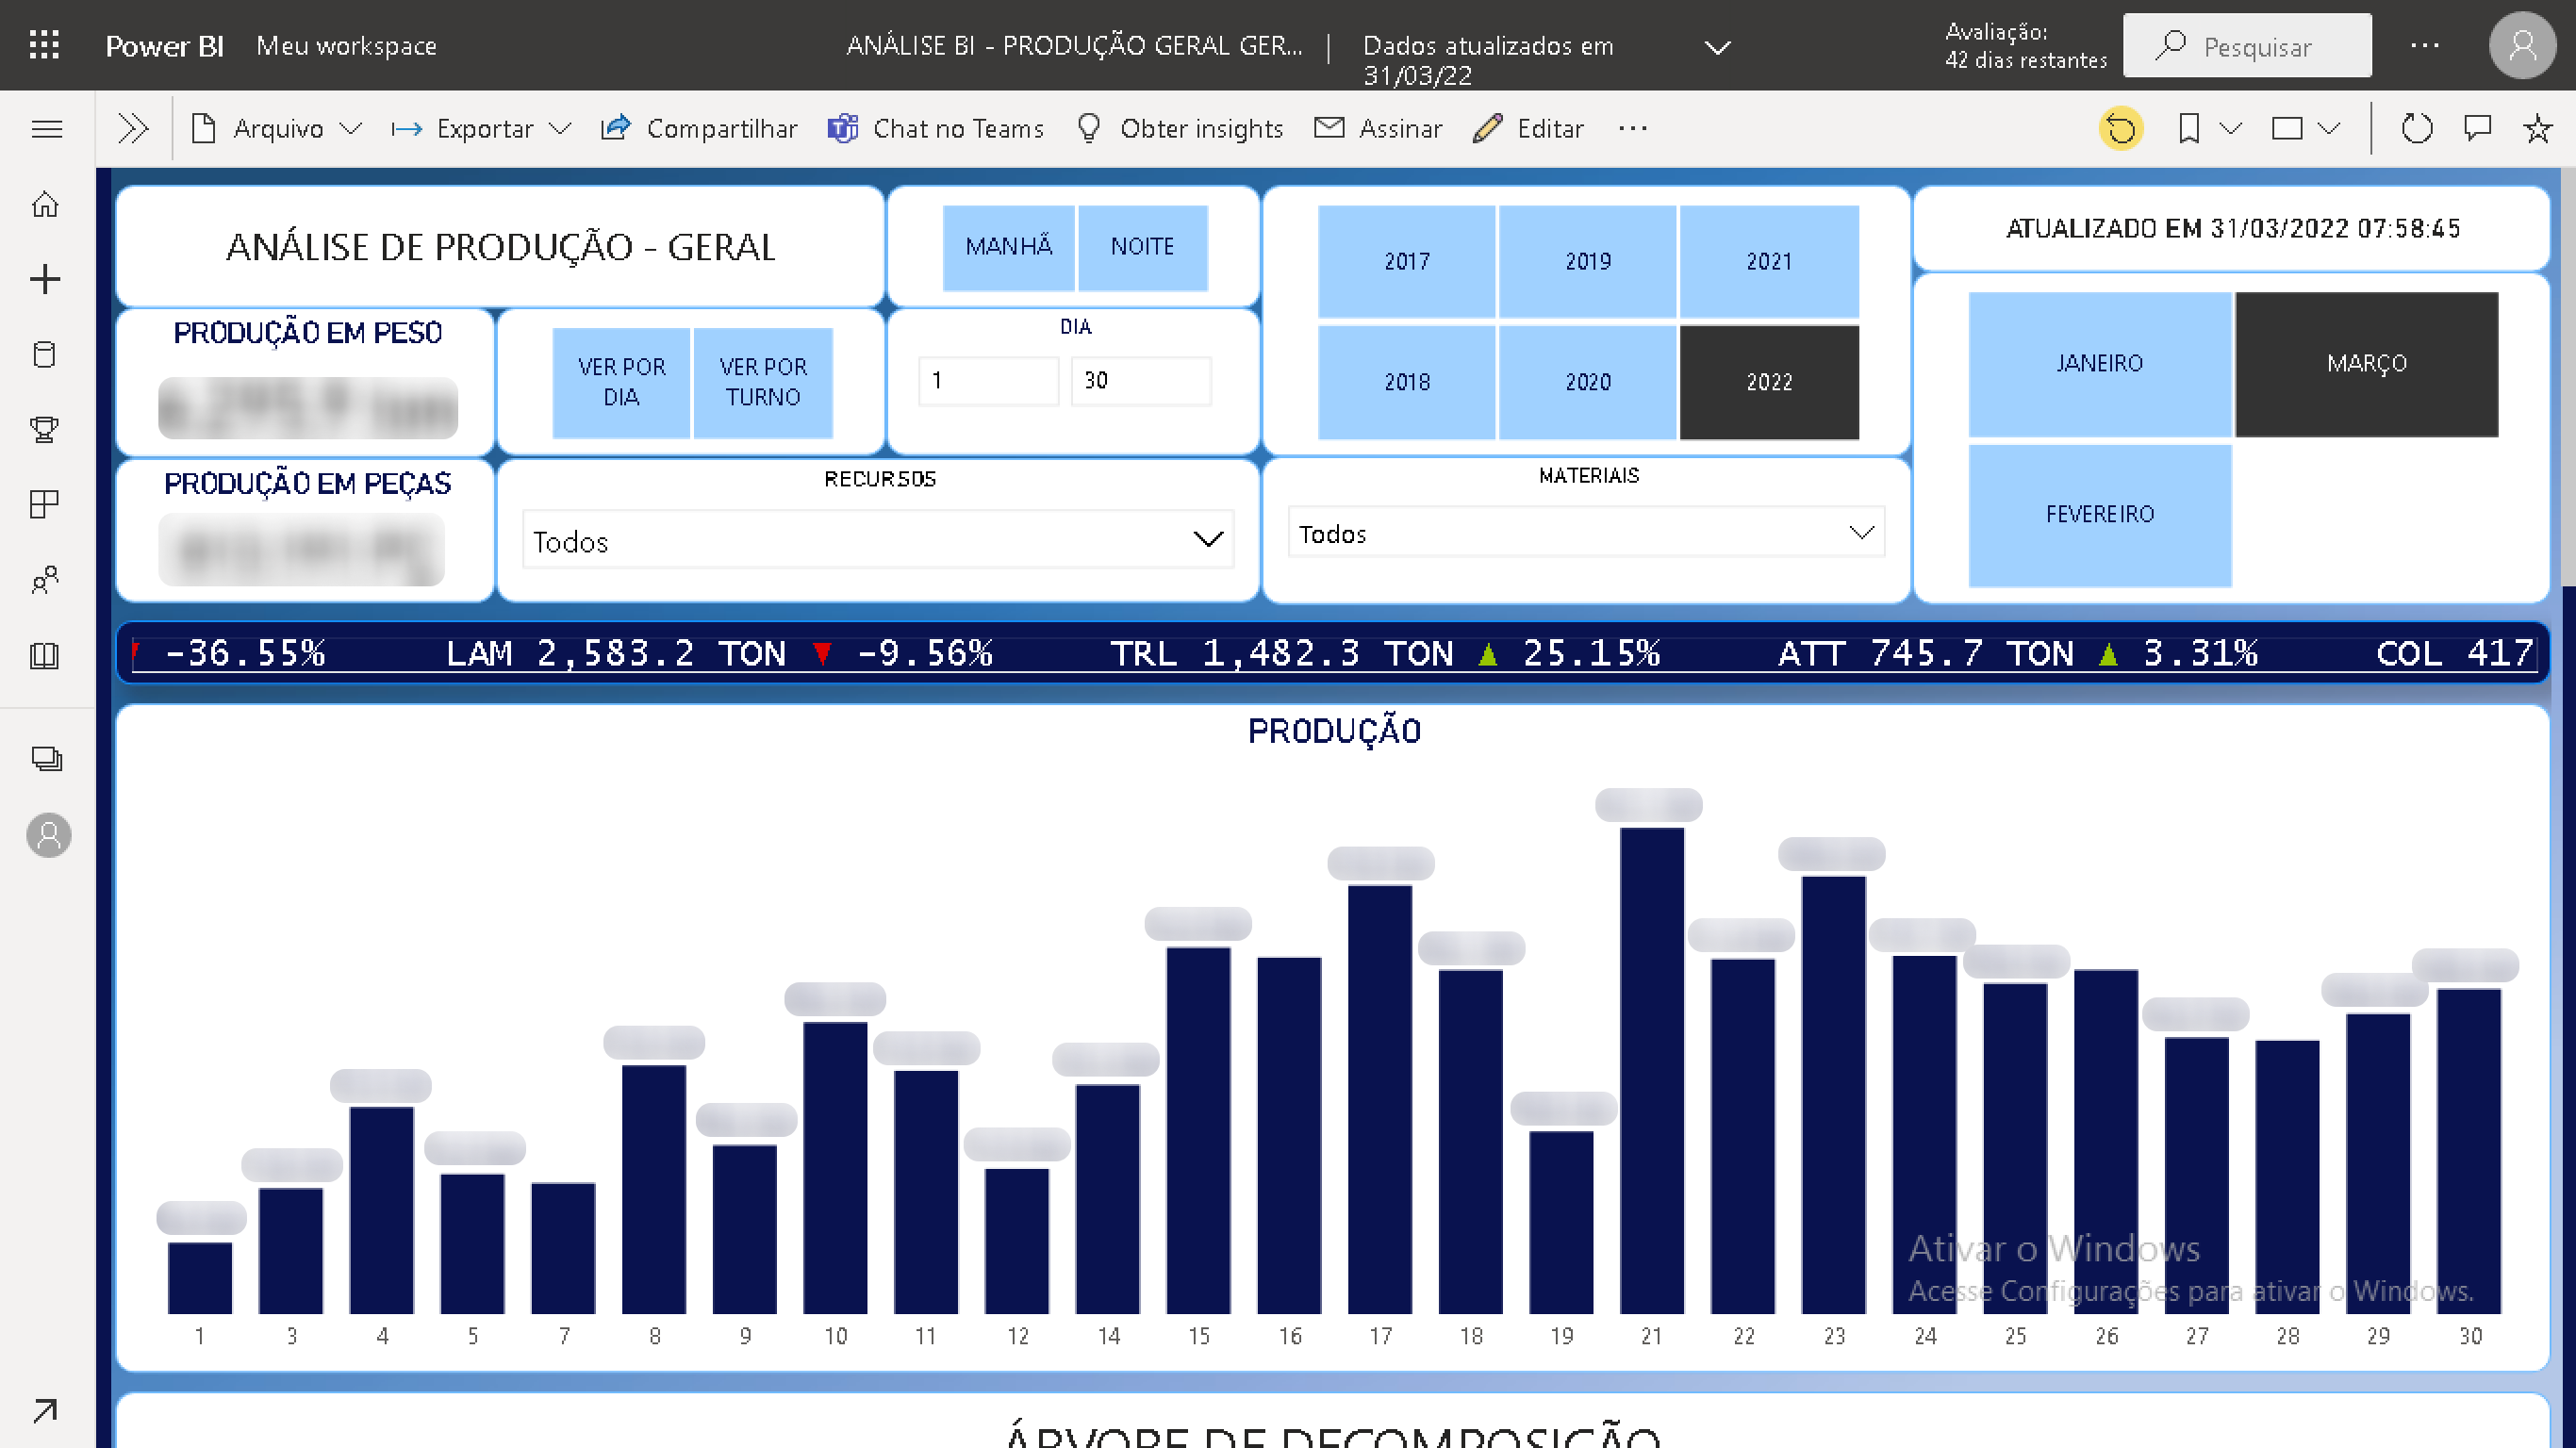 Power BI Meu workspace ANÁLISE BI - PRODUÇÃO GERAL GER... | Dados atualizados em 31/03/22 Avaliação: 42 dias restantes Pesquisar ...
Arquivo Exportar Compartilhar Chat no Teams Obter insights Assinar Editar ...
ANÁLISE DE PRODUÇÃO - GERAL
MANHÃ NOITE
2017 2019 2021
2018 2020 2022
ATUALIZADO EM 31/03/2022 07:58:45
JANEIRO MARÇO
FEVEREIRO
PRODUÇÃO EM PESO
VER POR DIA
VER POR TURNO
DIA
1 30
PRODUÇÃO EM PEÇAS
RECURSOS
Todos
MATERIAIS
Todos
-36.55% LAM 2,583.2 TON ▼ -9.56% TRL 1,482.3 TON ▲ 25.15% ATT 745.7 TON ▲ 3.31% COL 417
PRODUÇÃO
1 3 4 5 7 8 9 10 11 12 14 15 16 17 18 19 21 22 23 24 25 26 27 28 29 30
Ativar o Windows
Acesse Configurações para ativar o Windows.
ÁRVORE DE DECOMPOSIÇÃO